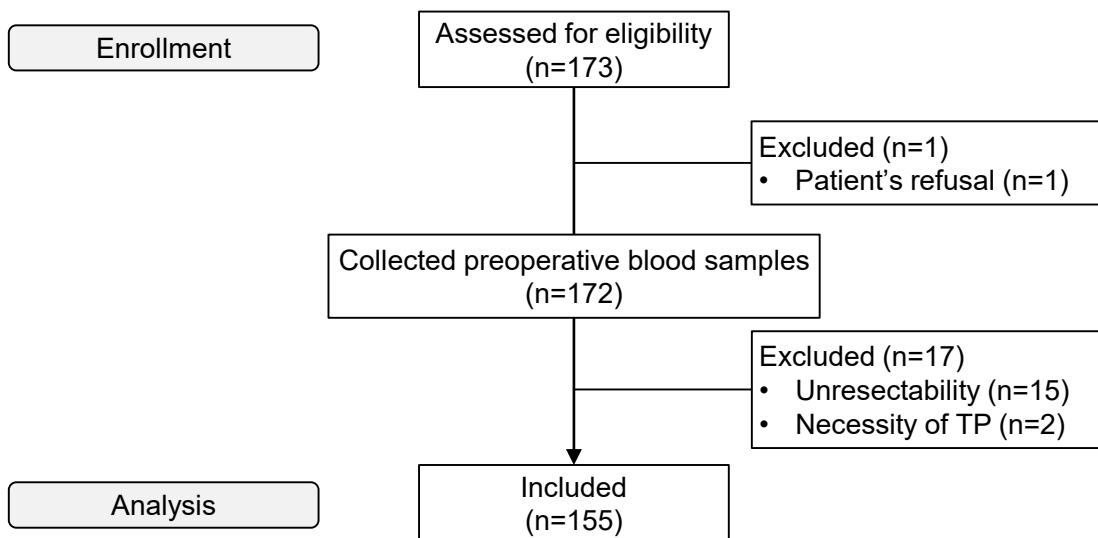 Enrollment
Assessed for eligibility
(n=173)
Excluded (n=1)
• Patient’s refusal (n=1)
Collected preoperative blood samples
(n=172)
Excluded (n=17)
• Unresectability (n=15)
• Necessity of TP (n=2)
Analysis
Included
(n=155)